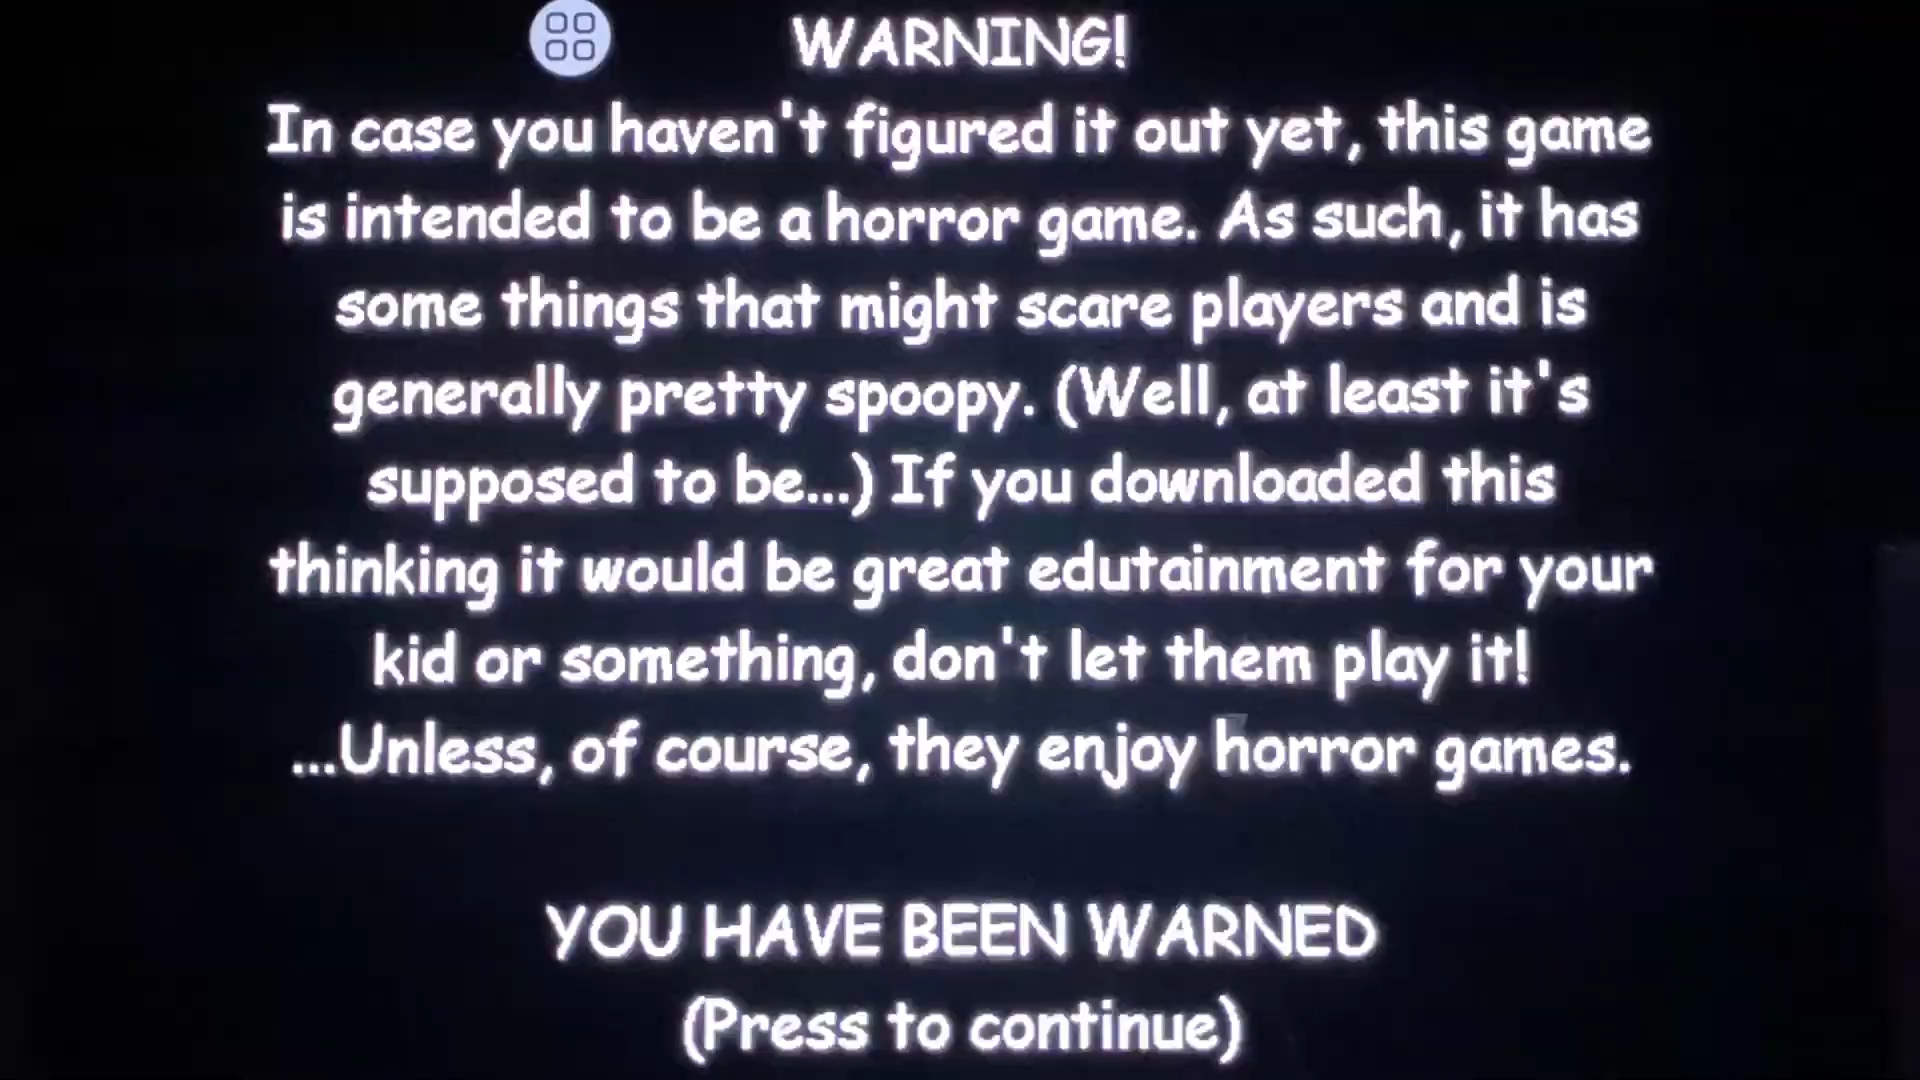 WARNING!
In case you haven't figured it out yet, this game
is intended to be a horror game. As such, it has
some things that might scare players and is
generally pretty spoopy. (Well, at least it's
supposed to be...) If you downloaded this
thinking it would be great edutainment for your
kid or something, don't let them play it!
...Unless, of course, they enjoy horror games.
YOU HAVE BEEN WARNED
(Press to continue)